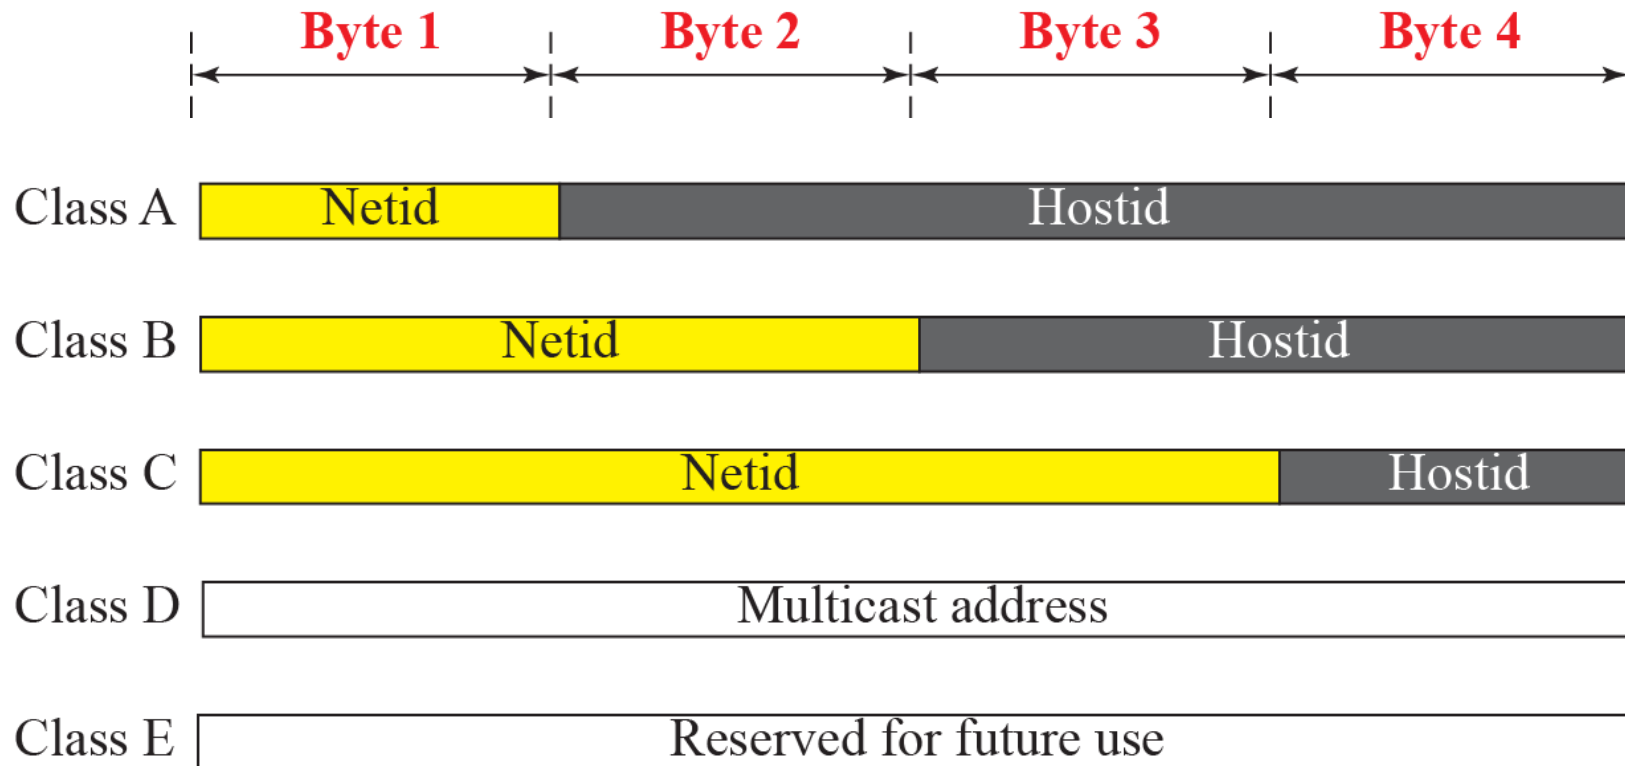 Byte 1 Byte 2 Byte 3 Byte 4
Class A Netid Hostid
Class B Netid Hostid
Class C Netid Hostid
Class D Multicast address
Class E Reserved for future use